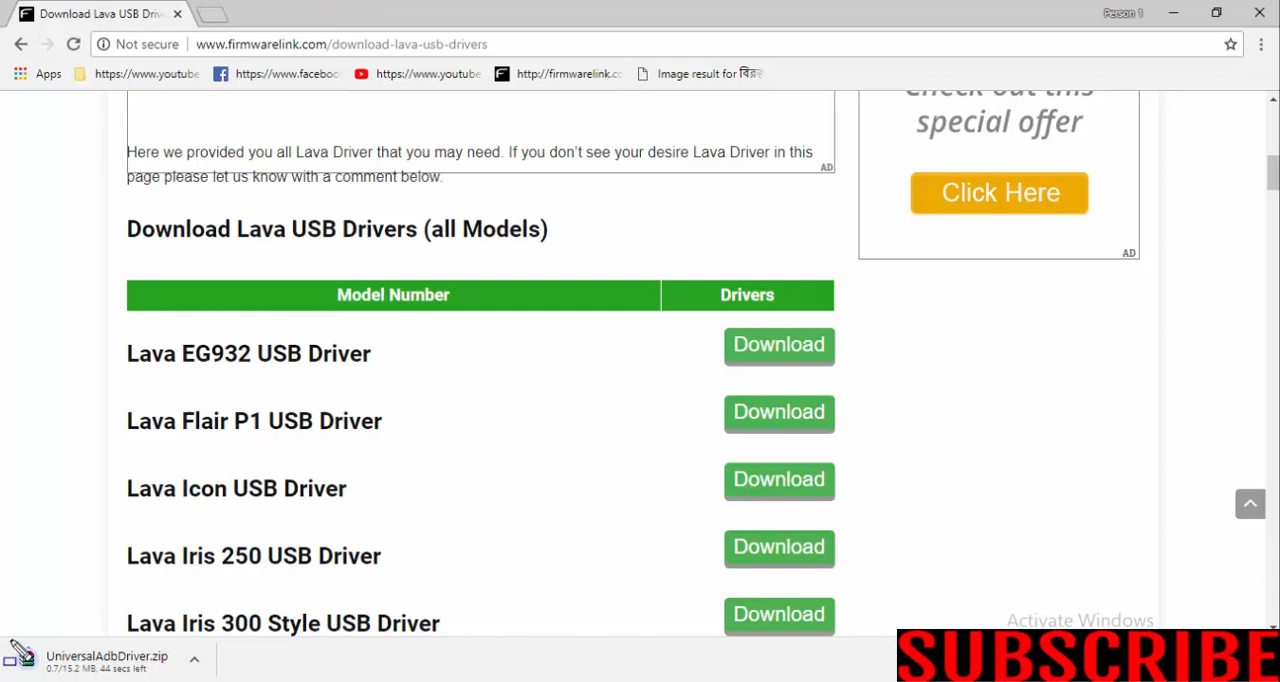 Download Lava USB Driv
Person 1
Not secure
www.firmwarelink.com/download-lava-usb-drivers
Apps
https://www.youtube
https://www.faceboo
https://www.youtube
http://firmwarelink.co
Image result for বির
Check out this
special offer
Click Here
AD
Here we provided you all Lava Driver that you may need. If you don't see your desire Lava Driver in this
AD
page please let us know with a comment below.
Download Lava USB Drivers (all Models)
Model Number
Drivers
Lava EG932 USB Driver
Download
Lava Flair P1 USB Driver
Download
Lava Icon USB Driver
Download
Lava Iris 250 USB Driver
Download
Lava Iris 300 Style USB Driver
Download
Activate Windows
UniversalAdbDriver.zip
0.7/15.2 MB, 44 secs left
SUBSCRIBE